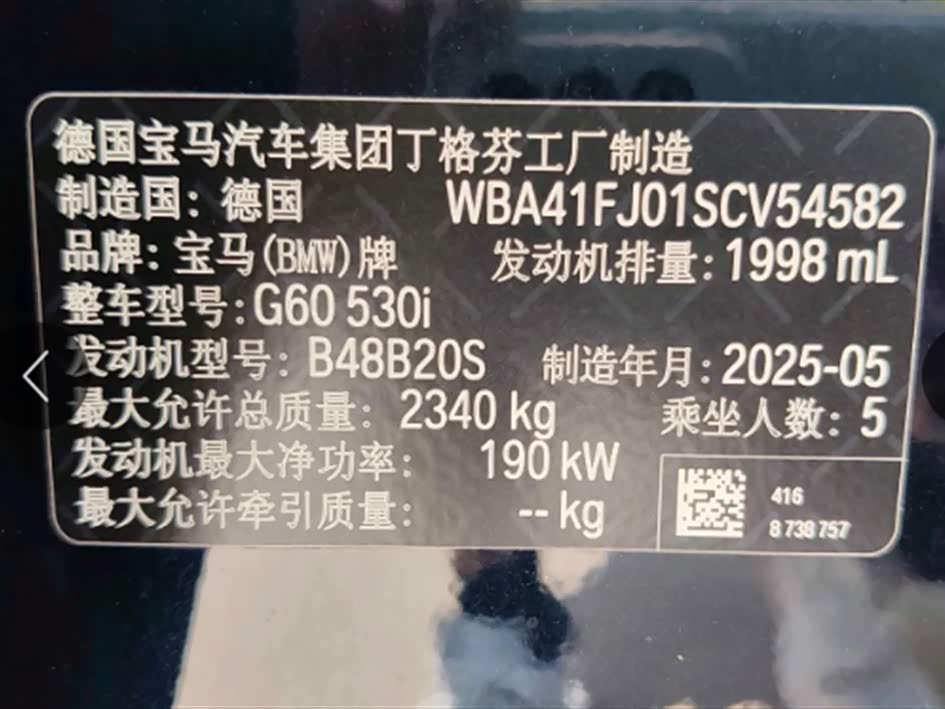 德国宝马汽车集团丁格芬工厂制造
制造国：德国 WBA41FJ01SCV54582
品牌：宝马(BMW)牌 发动机排量：1998 mL
整车型号：G60 530i
发动机型号：B48B20S 制造年月：2025-05
最大允许总质量：2340 kg 乘坐人数：5
发动机最大净功率：190 kW
最大允许牵引质量：-- kg
416
8 738 757